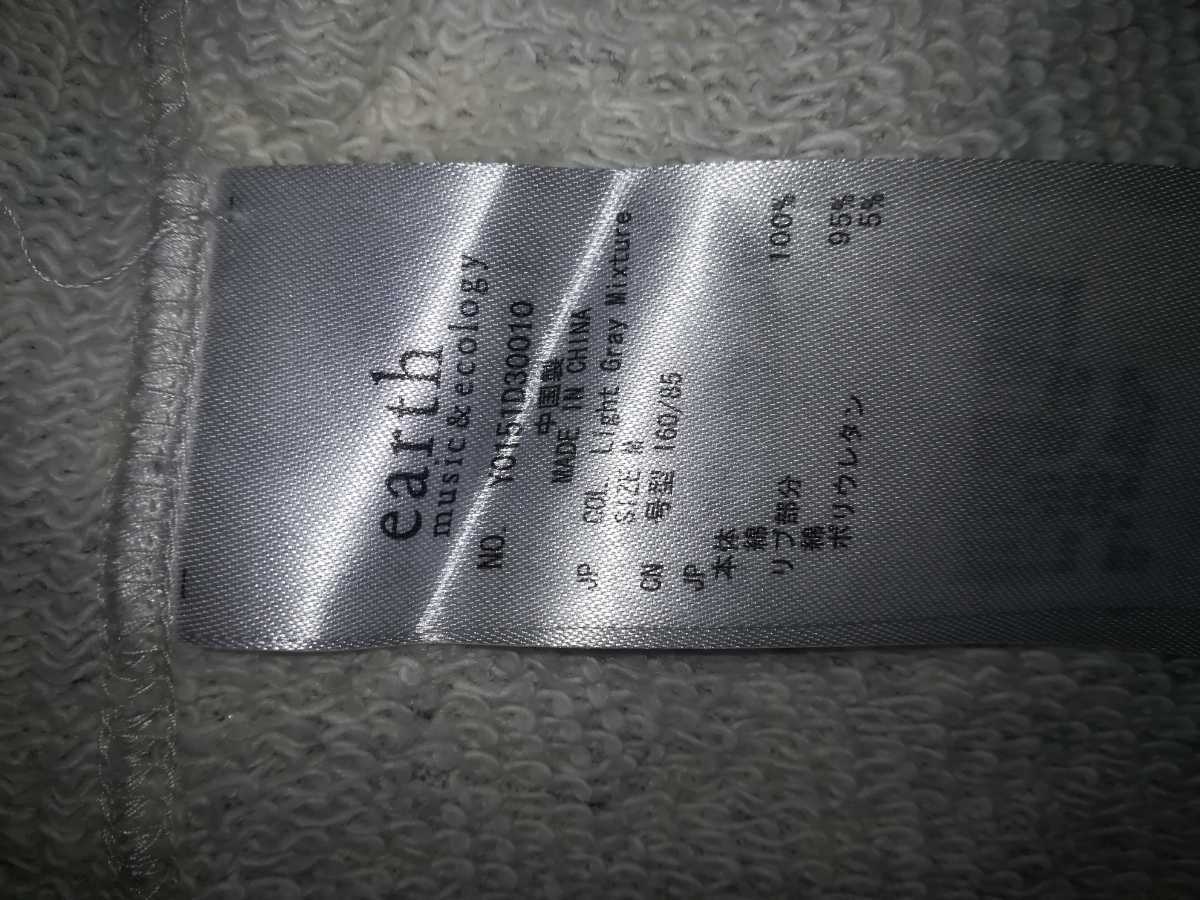 earth
music&ecology
NO. Y0151D30010
中国製
MADE IN CHINA
JP COL. Light Gray Mixture
SIZE M
CN 号型 160/85
JP
本体
綿 100%
リブ部分
綿 95%
ポリウレタン 5%